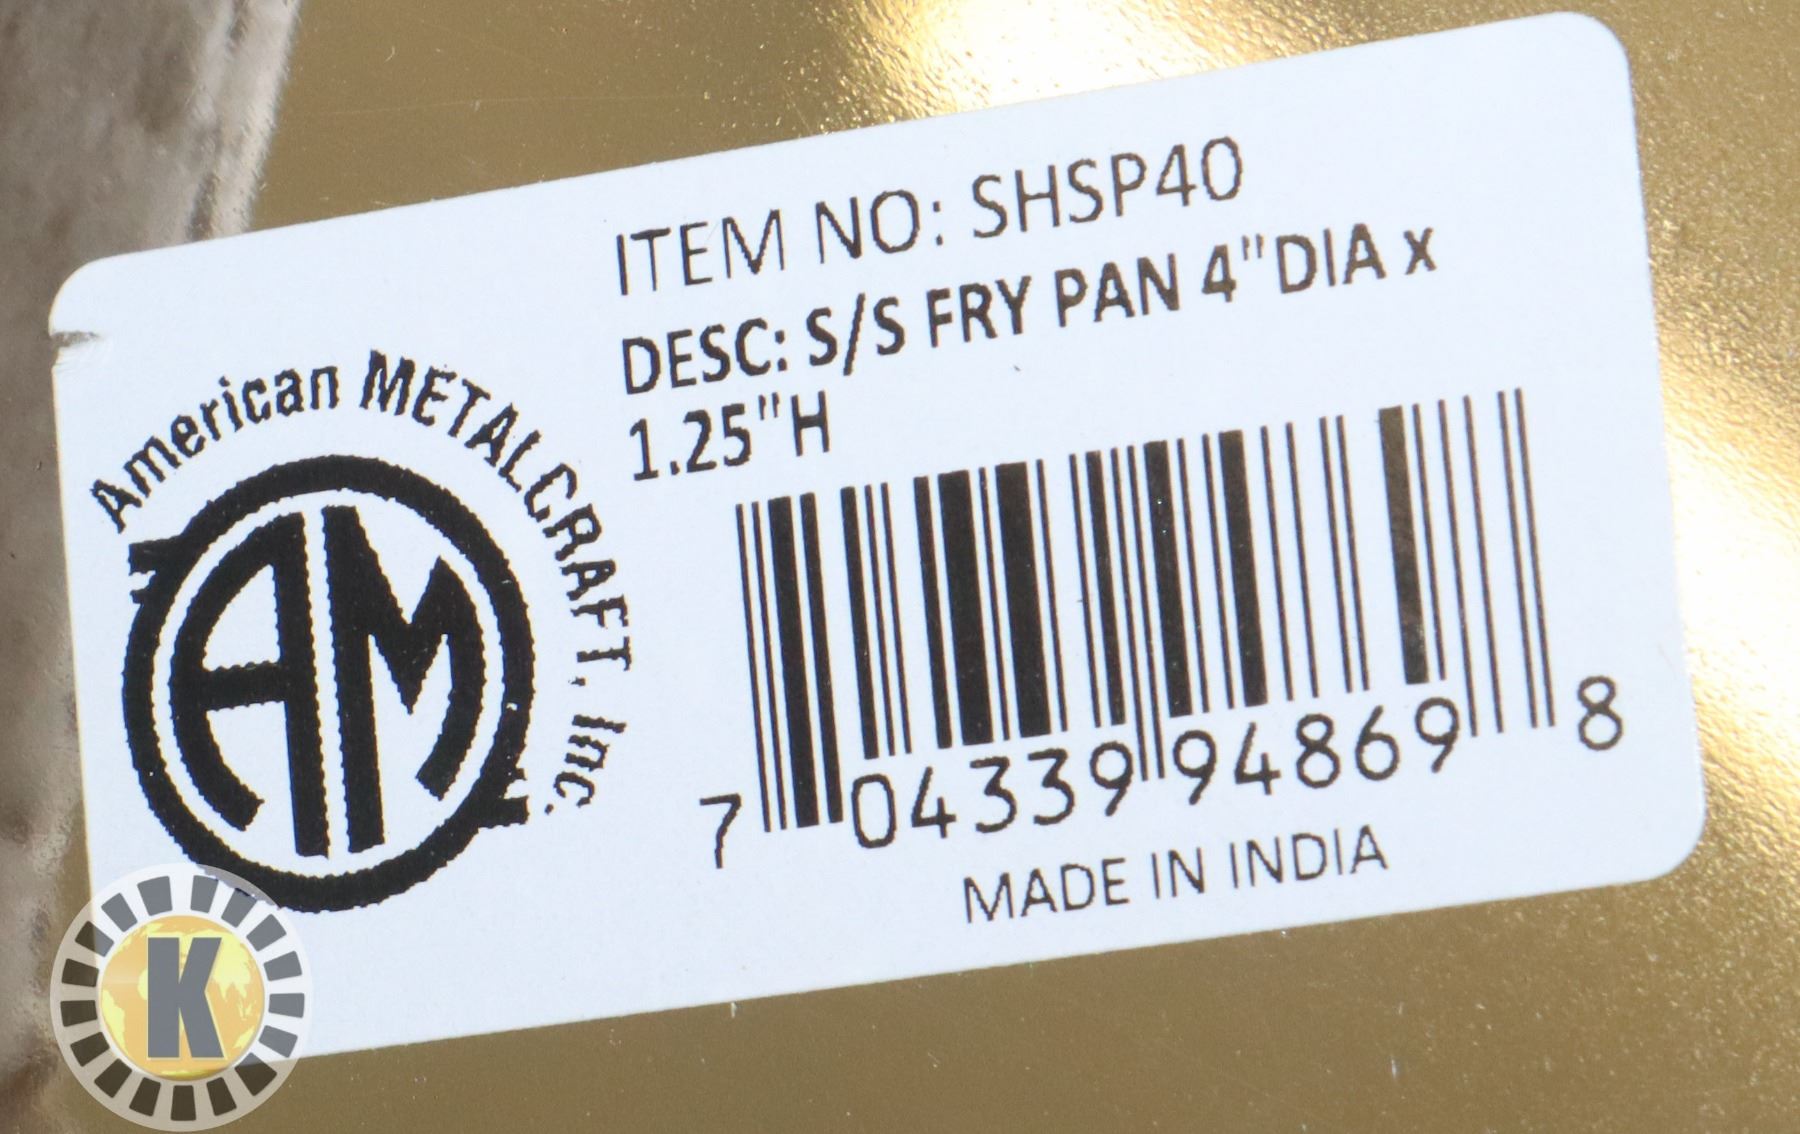 ITEM NO: SHSP40
DESC: S/S FRY PAN 4"DIA x
1.25"H
American METALCRAFT, Inc.
AM
7 04339 94869 8
MADE IN INDIA
K